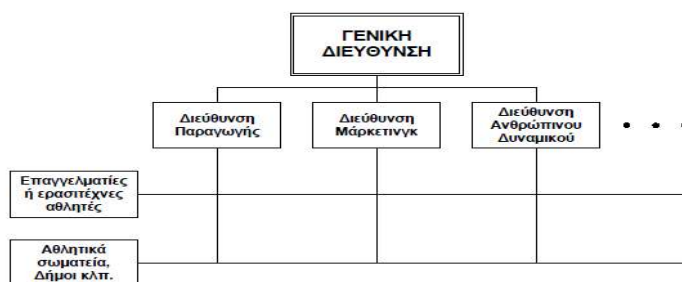 ΓΕΝΙΚΗ
ΔΙΕΥΘΥΝΣΗ
Διεύθυνση
Παραγωγής
Διεύθυνση
Μάρκετινγκ
Διεύθυνση
Ανθρώπινου
Δυναμικού
• • •
Επαγγελματίες
ή ερασιτέχνες
αθλητές
Αθλητικά
σωματεία,
Δήμοι κλπ.